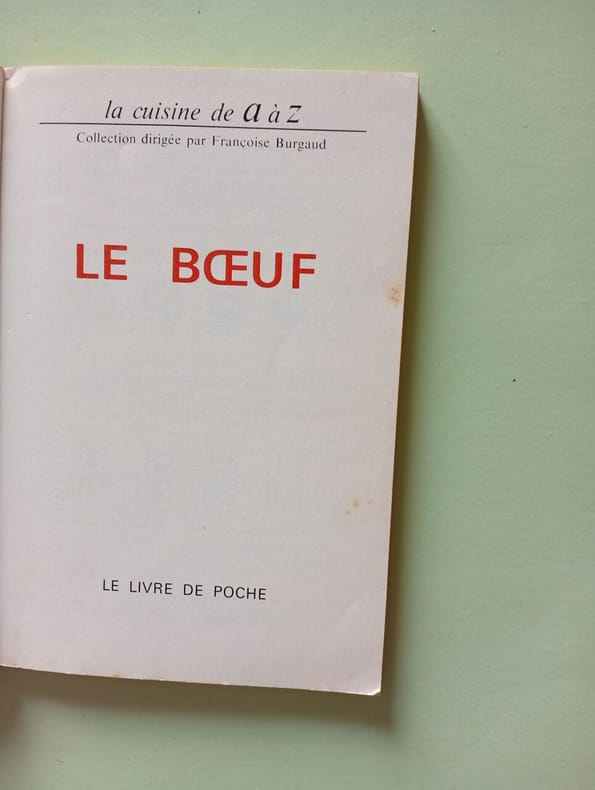 la cuisine de a à z
Collection dirigée par Françoise Burgaud
LE BŒUF
LE LIVRE DE POCHE